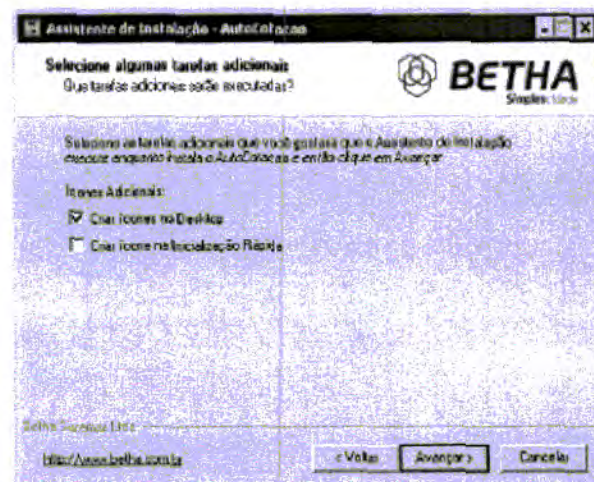 Assistente de Instalação - AutoCotacao
Selecione algumas tarefas adicionais
Que tarefas adicionais serão executadas?
BETHA
Simplescidade
Selecione as tarefas adicionais que você gostaria que o Assistente de Instalação
execute enquanto instala o AutoCotacao e então clique em Avançar.
Ícones Adicionais:
Criar ícones no Desktop
Criar ícone na Inicialização Rápida
Betha Sistemas Ltda
http://www.betha.com.br
< Voltar Avançar > Cancelar